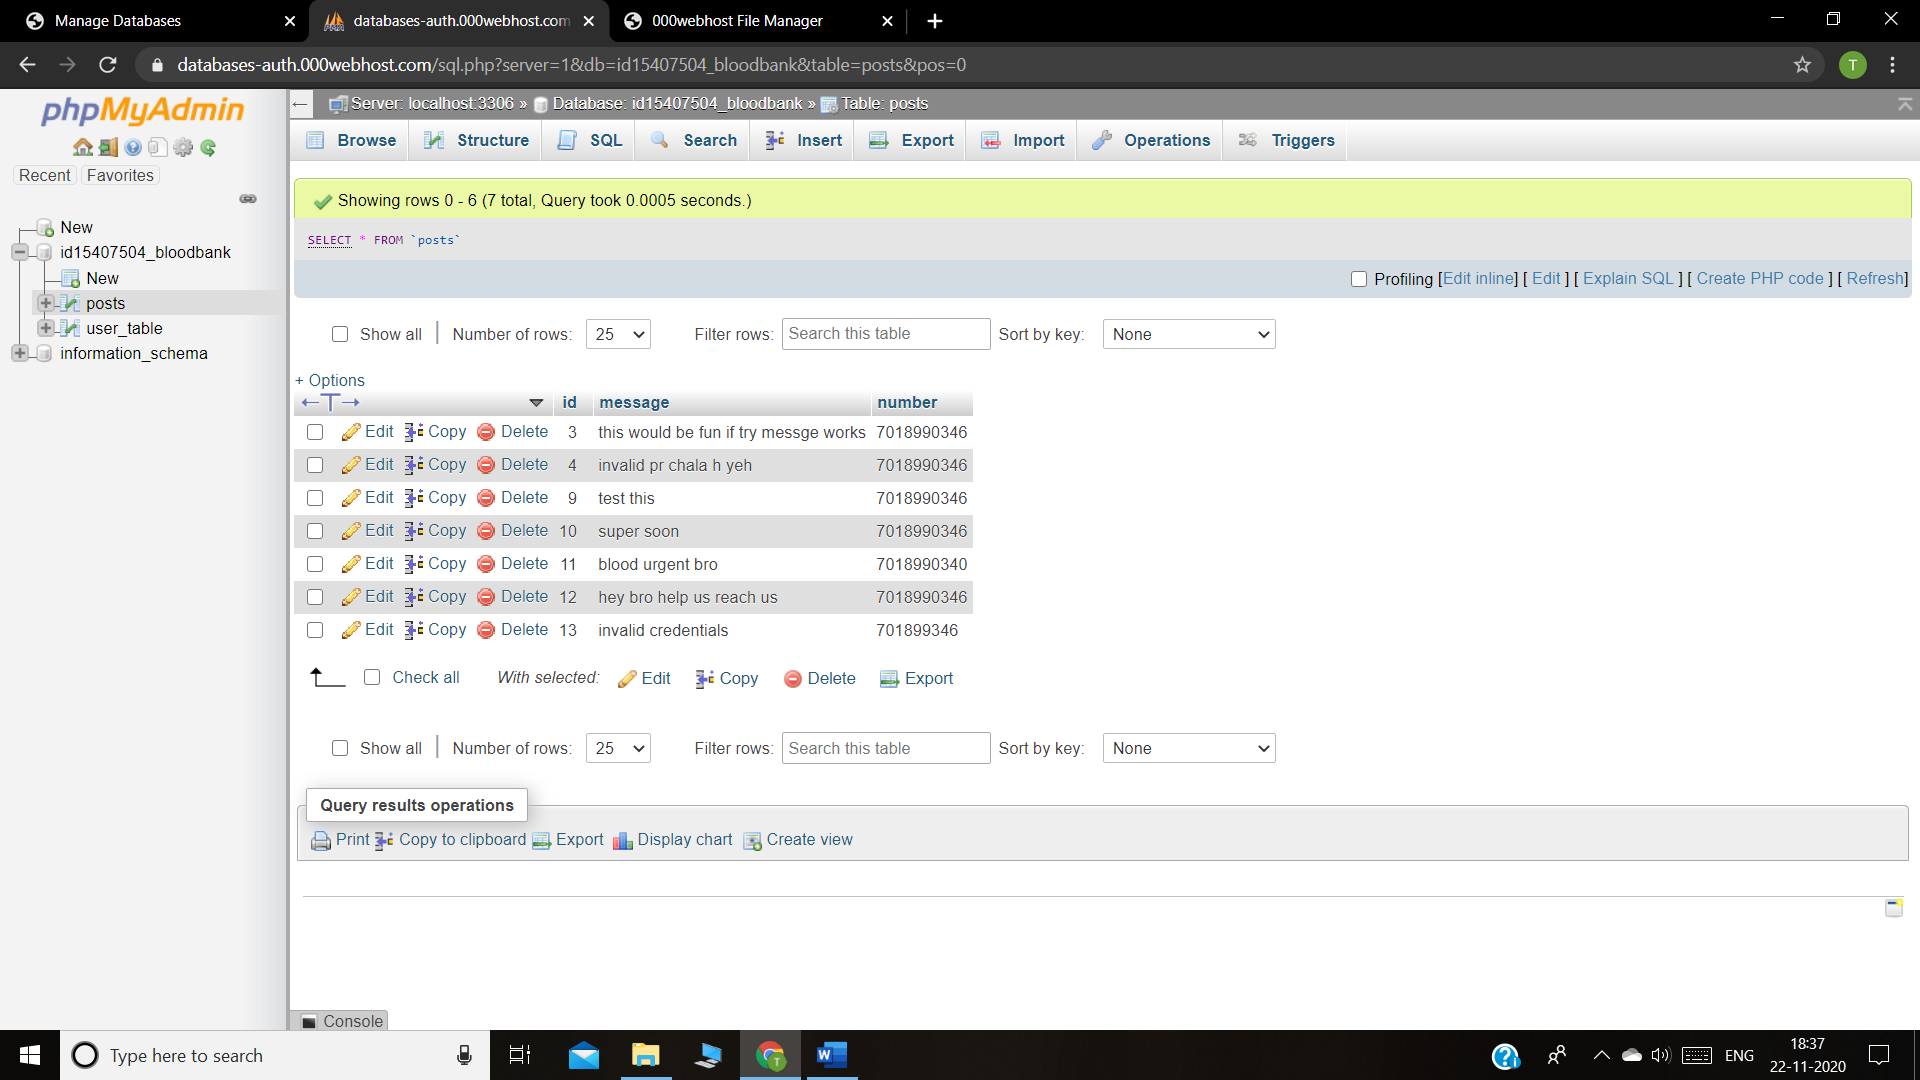 Manage Databases
databases-auth.000webhost.com
000webhost File Manager
databases-auth.000webhost.com/sql.php?server=1&db=id15407504_bloodbank&table=posts&pos=0
T
phpMyAdmin
Recent
Favorites
New
id15407504_bloodbank
New
posts
user_table
information_schema
Server: localhost:3306 » Database: id15407504_bloodbank » Table: posts
Browse Structure SQL Search Insert Export Import Operations Triggers
Showing rows 0 - 6 (7 total, Query took 0.0005 seconds.)
SELECT * FROM `posts`
Profiling [Edit inline] [ Edit ] [ Explain SQL ] [ Create PHP code ] [ Refresh]
Show all | Number of rows: 25 Filter rows: Search this table Sort by key: None
+ Options
←T→ id message number
Edit Copy Delete 3 this would be fun if try messge works 7018990346
Edit Copy Delete 4 invalid pr chala h yeh 7018990346
Edit Copy Delete 9 test this 7018990346
Edit Copy Delete 10 super soon 7018990346
Edit Copy Delete 11 blood urgent bro 7018990340
Edit Copy Delete 12 hey bro help us reach us 7018990346
Edit Copy Delete 13 invalid credentials 701899346
Check all With selected: Edit Copy Delete Export
Show all | Number of rows: 25 Filter rows: Search this table Sort by key: None
Query results operations
Print Copy to clipboard Export Display chart Create view
Console
Type here to search
ENG
18:37
22-11-2020